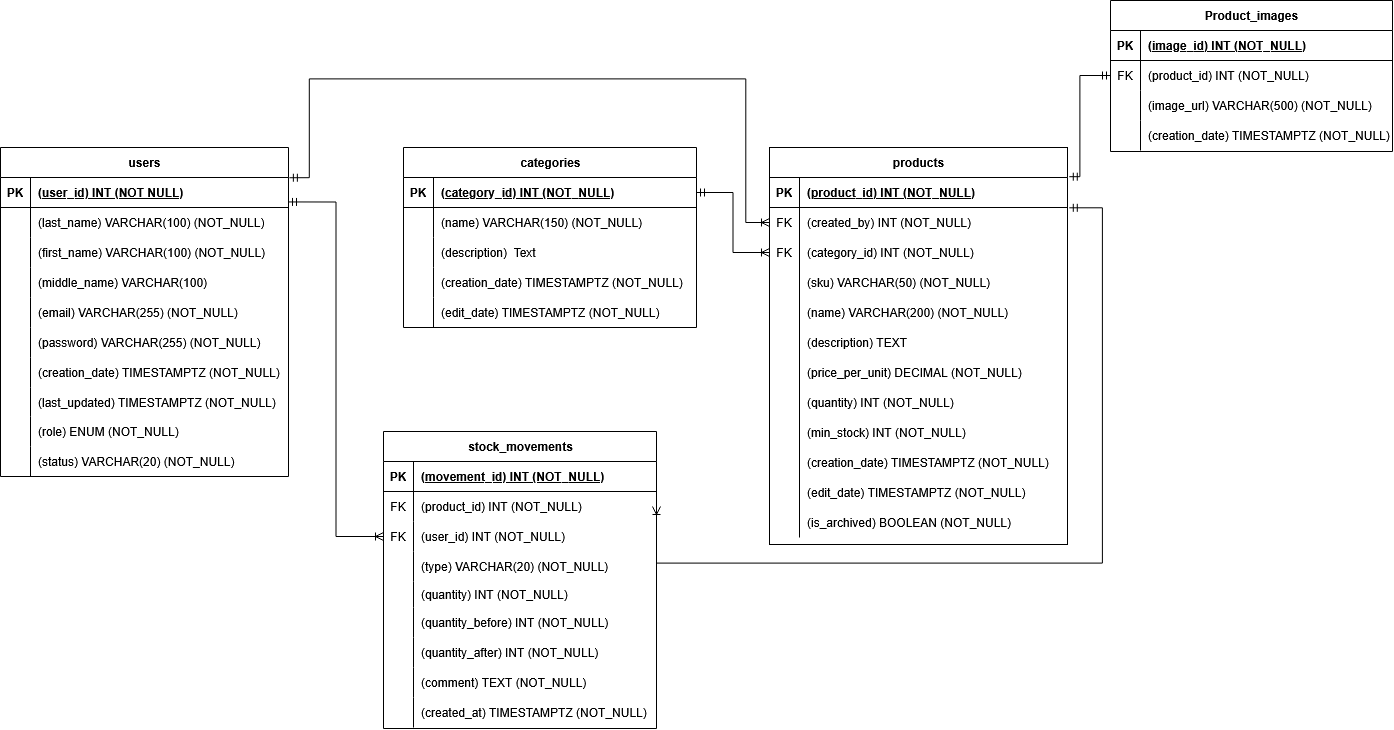 Product_images
PK (image_id) INT (NOT_NULL)
FK (product_id) INT (NOT_NULL)
(image_url) VARCHAR(500) (NOT_NULL)
(creation_date) TIMESTAMPTZ (NOT_NULL)
users
PK (user_id) INT (NOT NULL)
(last_name) VARCHAR(100) (NOT_NULL)
(first_name) VARCHAR(100) (NOT_NULL)
(middle_name) VARCHAR(100)
(email) VARCHAR(255) (NOT_NULL)
(password) VARCHAR(255) (NOT_NULL)
(creation_date) TIMESTAMPTZ (NOT_NULL)
(last_updated) TIMESTAMPTZ (NOT_NULL)
(role) ENUM (NOT_NULL)
(status) VARCHAR(20) (NOT_NULL)
categories
PK (category_id) INT (NOT_NULL)
(name) VARCHAR(150) (NOT_NULL)
(description) Text
(creation_date) TIMESTAMPTZ (NOT_NULL)
(edit_date) TIMESTAMPTZ (NOT_NULL)
products
PK (product_id) INT (NOT_NULL)
FK (created_by) INT (NOT_NULL)
FK (category_id) INT (NOT_NULL)
(sku) VARCHAR(50) (NOT_NULL)
(name) VARCHAR(200) (NOT_NULL)
(description) TEXT
(price_per_unit) DECIMAL (NOT_NULL)
(quantity) INT (NOT_NULL)
(min_stock) INT (NOT_NULL)
(creation_date) TIMESTAMPTZ (NOT_NULL)
(edit_date) TIMESTAMPTZ (NOT_NULL)
(is_archived) BOOLEAN (NOT_NULL)
stock_movements
PK (movement_id) INT (NOT_NULL)
FK (product_id) INT (NOT_NULL)
FK (user_id) INT (NOT_NULL)
(type) VARCHAR(20) (NOT_NULL)
(quantity) INT (NOT_NULL)
(quantity_before) INT (NOT_NULL)
(quantity_after) INT (NOT_NULL)
(comment) TEXT (NOT_NULL)
(created_at) TIMESTAMPTZ (NOT_NULL)